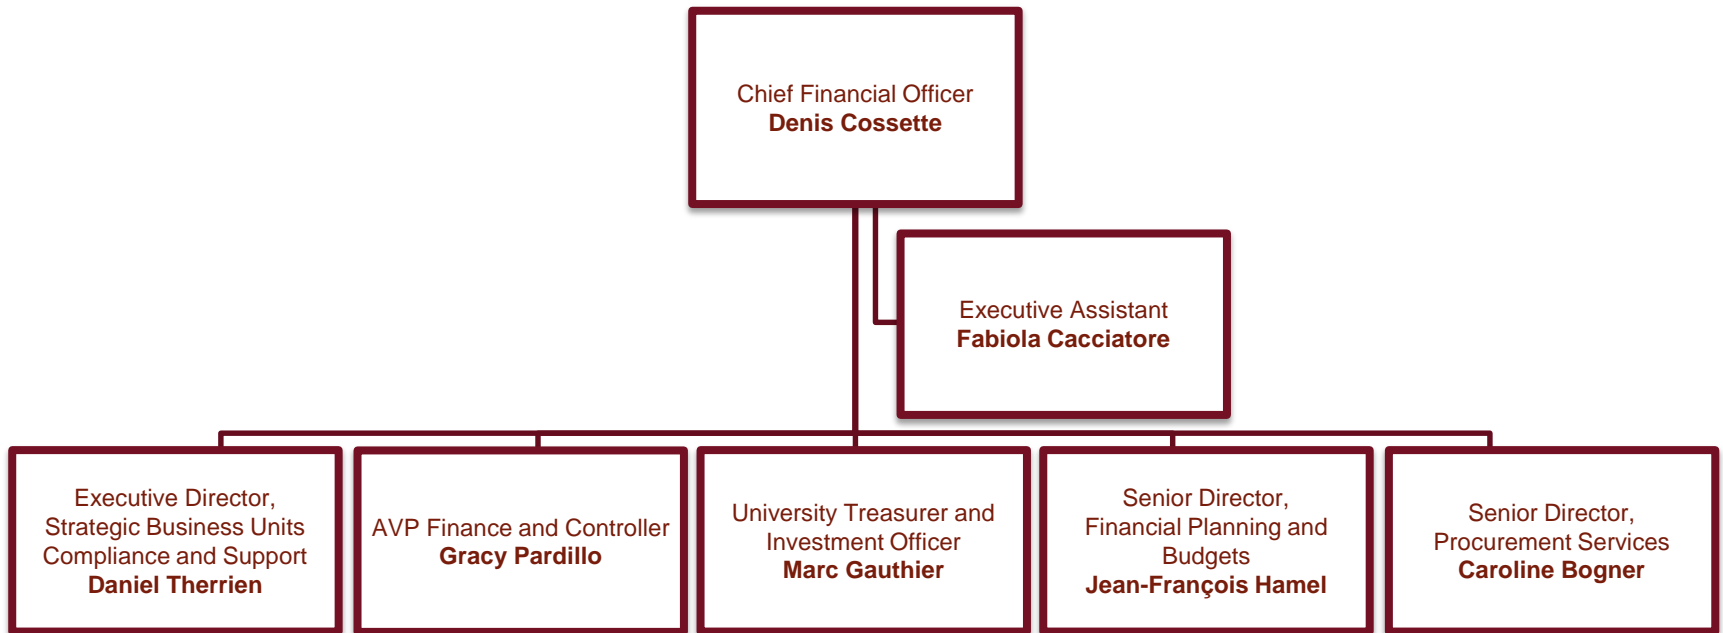 Chief Financial Officer
Denis Cossette
Executive Assistant
Fabiola Cacciatore
Executive Director,
Strategic Business Units
Compliance and Support
Daniel Therrien
AVP Finance and Controller
Gracy Pardillo
University Treasurer and
Investment Officer
Marc Gauthier
Senior Director,
Financial Planning and
Budgets
Jean-François Hamel
Senior Director,
Procurement Services
Caroline Bogner